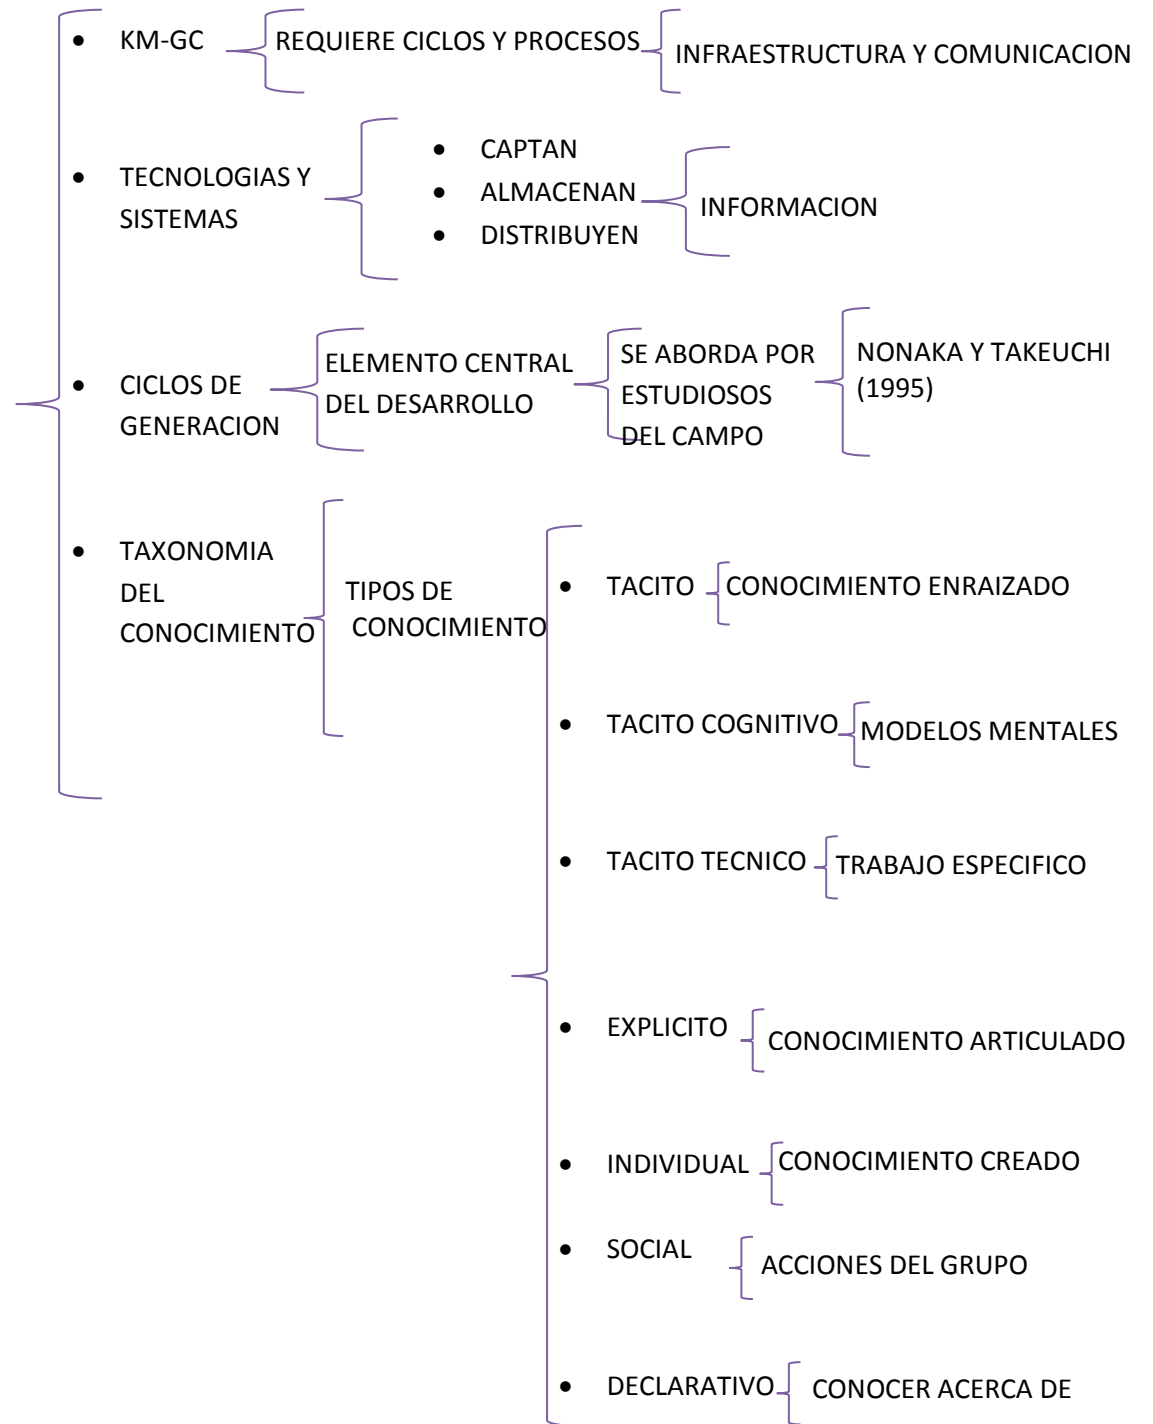 • KM-GC
REQUIERE CICLOS Y PROCESOS
INFRAESTRUCTURA Y COMUNICACION
• TECNOLOGIAS Y
SISTEMAS
• CAPTAN
• ALMACENAN
• DISTRIBUYEN
INFORMACION
• CICLOS DE
GENERACION
ELEMENTO CENTRAL
DEL DESARROLLO
SE ABORDA POR
ESTUDIOSOS
DEL CAMPO
NONAKA Y TAKEUCHI
(1995)
• TAXONOMIA
DEL
CONOCIMIENTO
TIPOS DE
CONOCIMIENTO
• TACITO
CONOCIMIENTO ENRAIZADO
• TACITO COGNITIVO
MODELOS MENTALES
• TACITO TECNICO
TRABAJO ESPECIFICO
• EXPLICITO
CONOCIMIENTO ARTICULADO
• INDIVIDUAL
CONOCIMIENTO CREADO
• SOCIAL
ACCIONES DEL GRUPO
• DECLARATIVO
CONOCER ACERCA DE